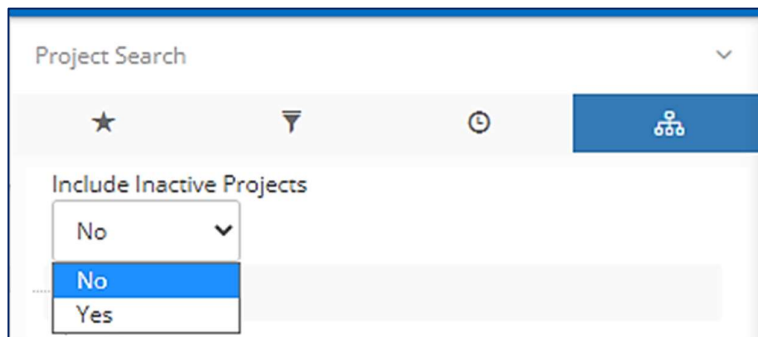 Project Search
Include Inactive Projects
No
No
Yes